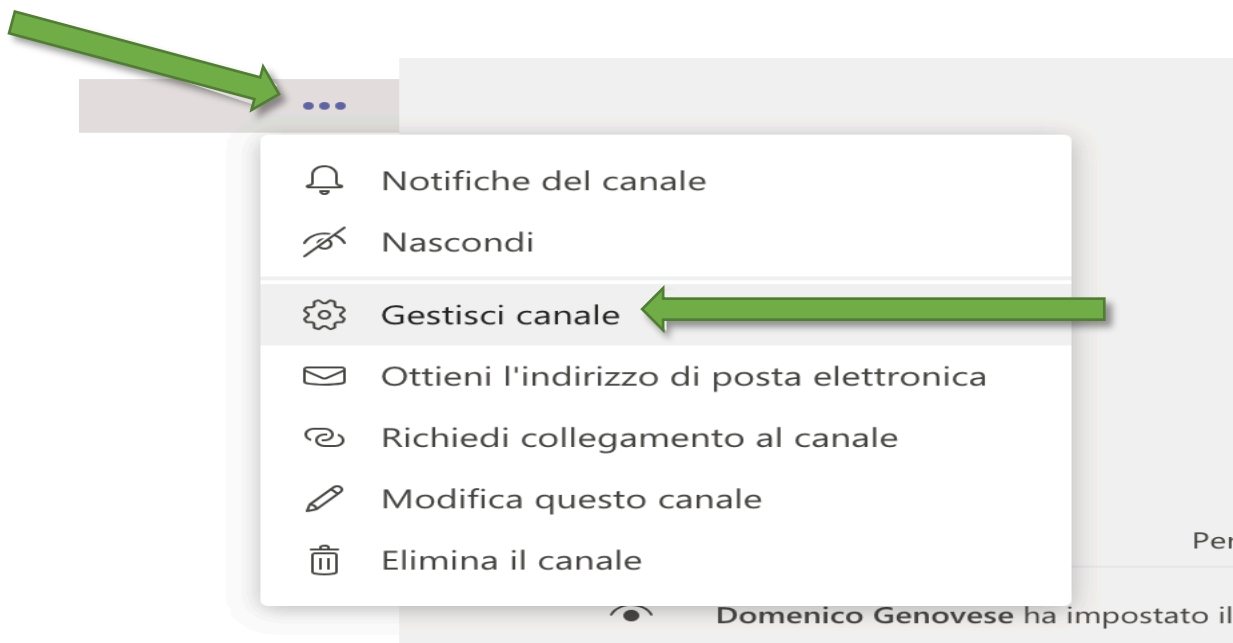 Notifiche del canale
Nascondi
Gestisci canale
Ottieni l'indirizzo di posta elettronica
Richiedi collegamento al canale
Modifica questo canale
Elimina il canale
Domenico Genovese ha impostato il